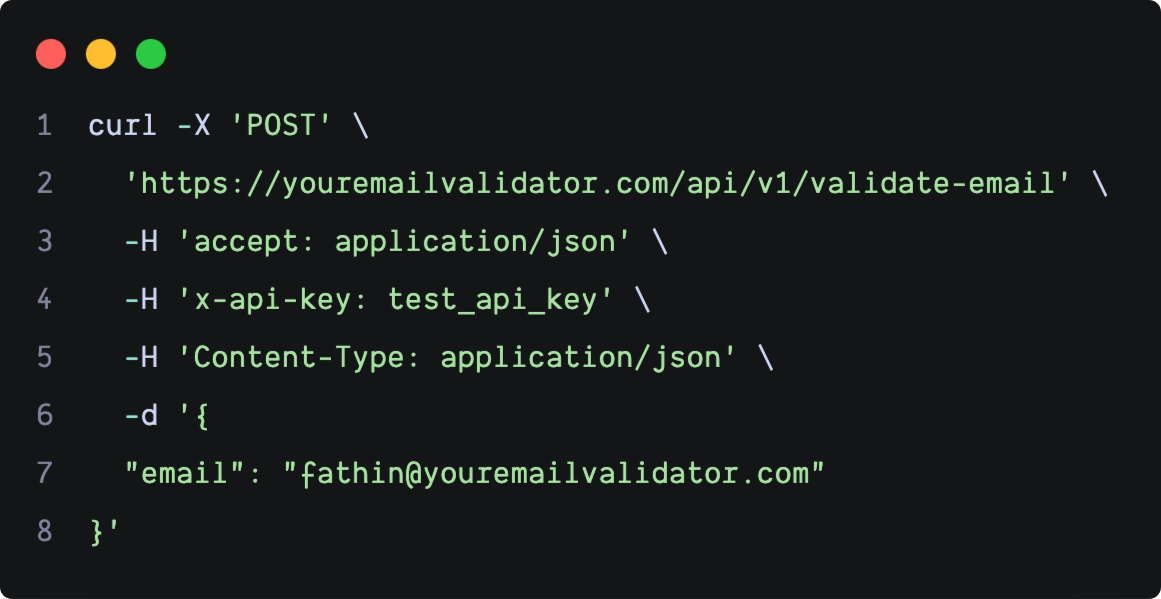 1 curl -X 'POST' \
2 'https://youremailvalidator.com/api/v1/validate-email' \
3 -H 'accept: application/json' \
4 -H 'x-api-key: test_api_key' \
5 -H 'Content-Type: application/json' \
6 -d '{
7 "email": "fathin@youremailvalidator.com"
8 }'